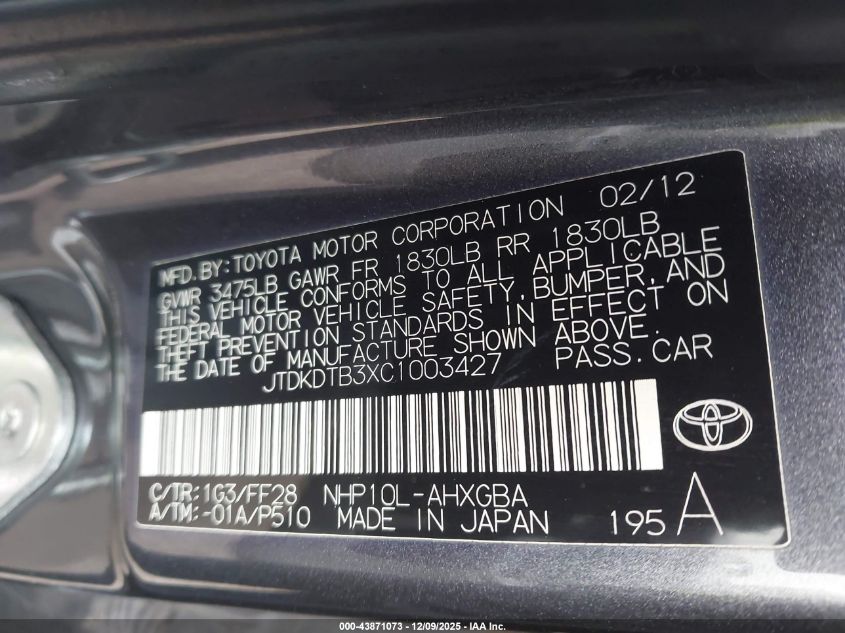 MFD. BY: TOYOTA MOTOR CORPORATION 02/12
GVWR 3475LB GAWR FR 1830LB RR 1830LB
THIS VEHICLE CONFORMS TO ALL APPLICABLE
FEDERAL MOTOR VEHICLE SAFETY, BUMPER, AND
THEFT PREVENTION STANDARDS IN EFFECT ON
THE DATE OF MANUFACTURE SHOWN ABOVE.
JTDKDTB3XC1003427 PASS. CAR
C/TR: 1G3/FF28 NHP10L-AHXGBA
A/TM: -01A/P510 MADE IN JAPAN 195 A
000-43871073 - 12/09/2025 - IAA Inc.